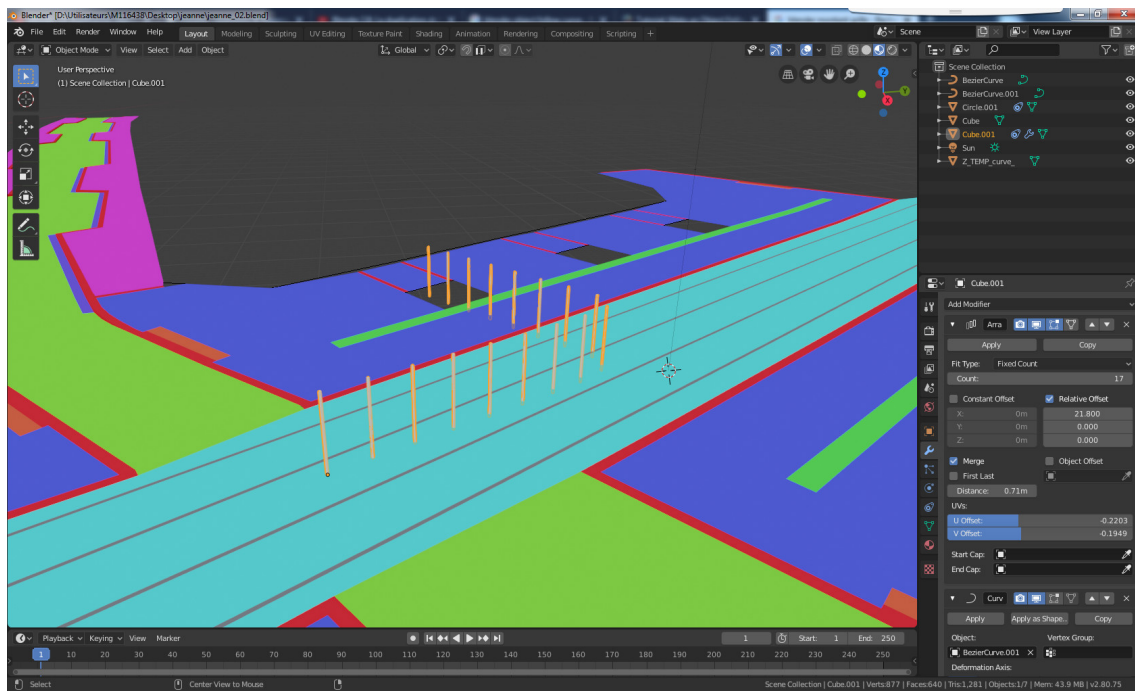 Blender* [D:\Utilisateurs\M116438\Desktop\jeanne\jeanne_02.blend]
File Edit Render Window Help Layout Modeling Sculpting UV Editing Texture Paint Shading Animation Rendering Compositing Scripting + Scene View Layer
Object Mode View Select Add Object Global
User Perspective
(1) Scene Collection | Cube.001
Z
Y
X
Scene Collection
BezierCurve
BezierCurve.001
Circle.001
Cube
Cube.001
Sun
Z_TEMP_curve_
Cube.001
Add Modifier
Arra
Apply Copy
Fit Type: Fixed Count
Count: 17
Constant Offset Relative Offset
X: 0m 21.800
Y: 0m 0.000
Z: 0m 0.000
Merge Object Offset
First Last
Distance: 0.71m
UVs:
U Offset: -0.2203
V Offset: -0.1949
Start Cap:
End Cap:
Curv
Apply Apply as Shape.. Copy
Object: Vertex Group:
BezierCurve.001
Deformation Axis:
Playback Keying View Marker 1 Start: 1 End: 250
1 10 20 30 40 50 60 70 80 90 100 110 120 130 140 150 160 170 180 190 200 210 220 230 240 250
Select Center View to Mouse Scene Collection | Cube.001 | Verts:877 | Faces:640 | Tris:1,281 | Objects:1/7 | Mem: 43.9 MB | v2.80.75